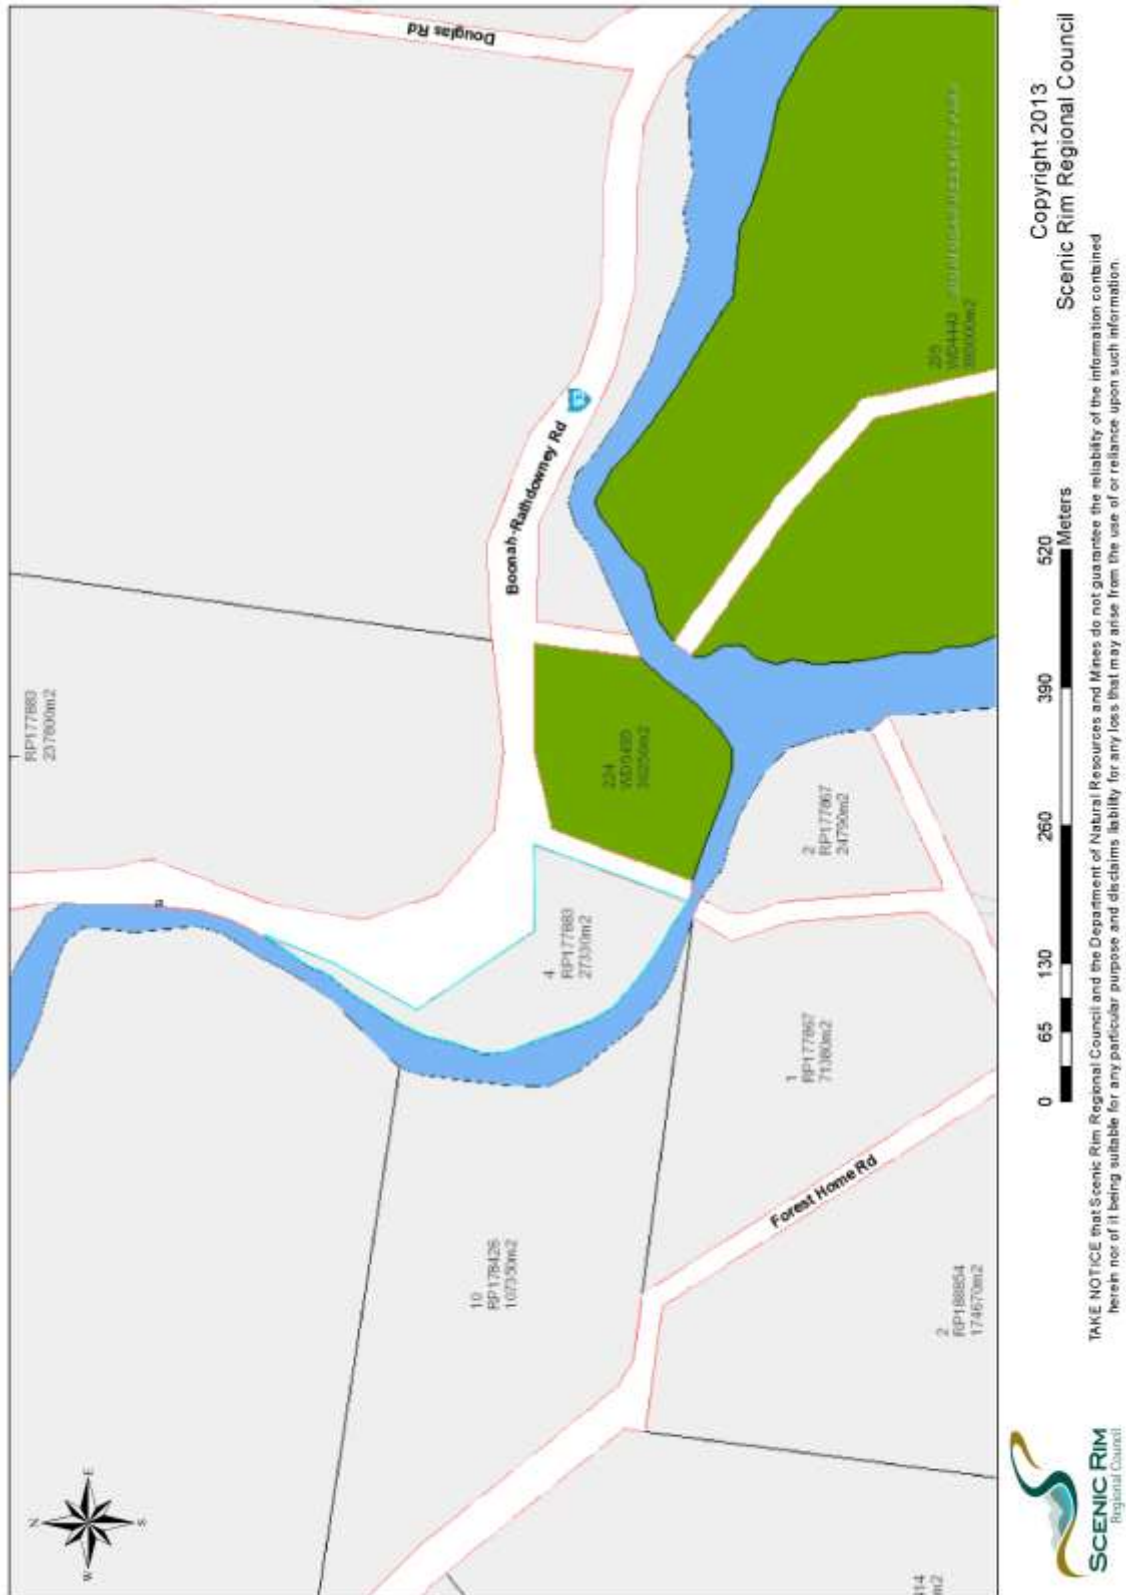 Douglas Rd
Boonah-Rathdowney Rd
RP177883
237800m2
4
RP177883
27330m2
2
RP177867
24790m2
1
RP177867
71380m2
10
RP178426
107350m2
Forest Home Rd
2
RP188854
174670m2
N
E
S
W
0 65 130 260 390 520
Meters
Copyright 2013
Scenic Rim Regional Council
TAKE NOTICE that Scenic Rim Regional Council and the Department of Natural Resources and Mines do not guarantee the reliability of the information contained
herein nor of it being suitable for any particular purpose and disclaims liability for any loss that may arise from the use of or reliance upon such information.
SCENIC RIM
Regional Council